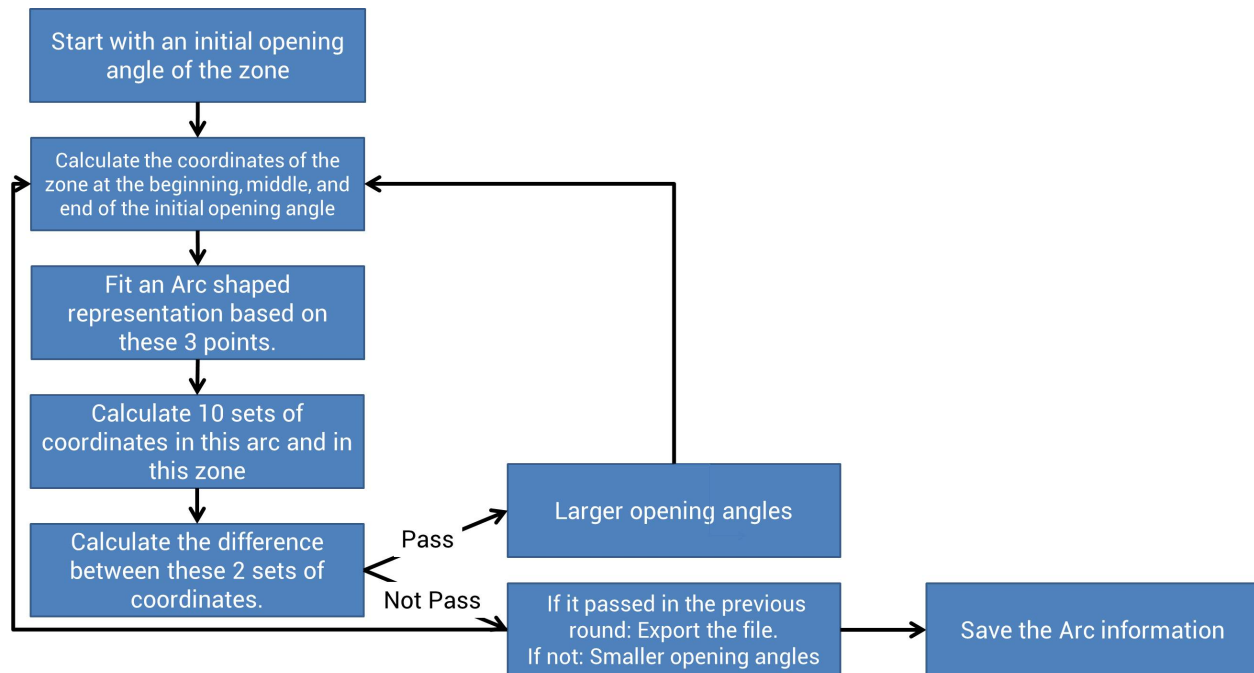 Start with an initial opening
angle of the zone
Calculate the coordinates of the
zone at the beginning, middle, and
end of the initial opening angle
Fit an Arc shaped
representation based on
these 3 points.
Calculate 10 sets of
coordinates in this arc and in
this zone
Calculate the difference
between these 2 sets of
coordinates.
Pass
Larger opening angles
Not Pass
If it passed in the previous
round: Export the file.
If not: Smaller opening angles
Save the Arc information